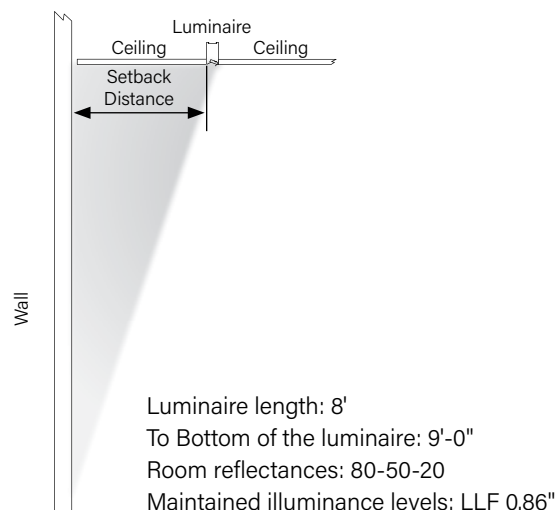 Luminaire
Ceiling
Ceiling
Setback
Distance
Wall
Luminaire length: 8'
To Bottom of the luminaire: 9'-0"
Room reflectances: 80-50-20
Maintained illuminance levels: LLF 0.86"